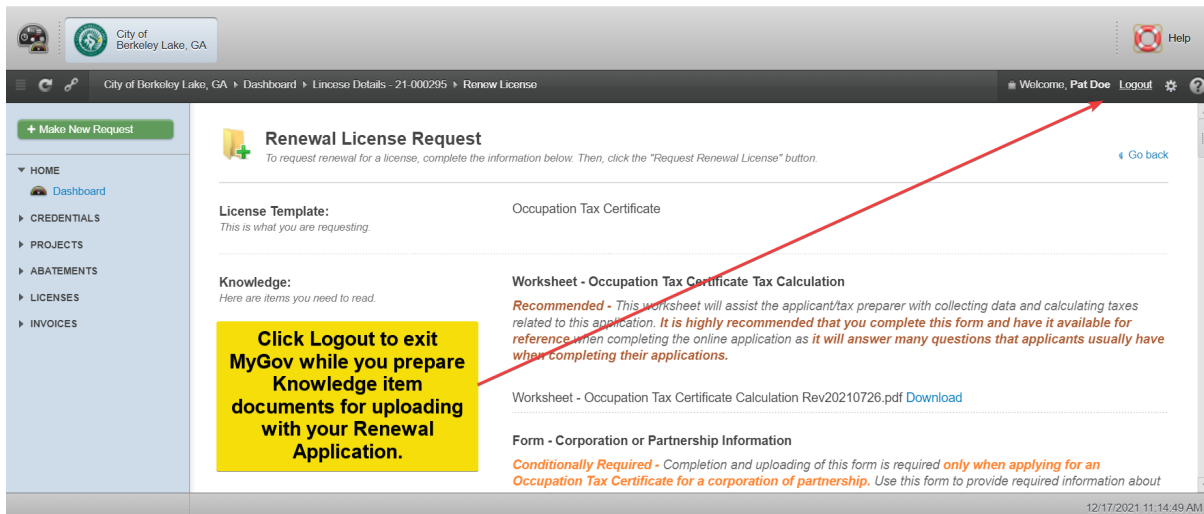 City of
Berkeley Lake, GA
Help
City of Berkeley Lake, GA Dashboard Lincese Details - 21-000295 Renew License
Welcome, Pat Doe Logout
+ Make New Request
HOME
Dashboard
CREDENTIALS
PROJECTS
ABATEMENTS
LICENSES
INVOICES
Renewal License Request
To request renewal for a license, complete the information below. Then, click the "Request Renewal License" button.
Go back
License Template:
This is what you are requesting.
Occupation Tax Certificate
Knowledge:
Here are items you need to read.
Click Logout to exit
MyGov while you prepare
Knowledge item
documents for uploading
with your Renewal
Application.
Worksheet - Occupation Tax Certificate Tax Calculation
Recommended - This worksheet will assist the applicant/tax preparer with collecting data and calculating taxes
related to this application. It is highly recommended that you complete this form and have it available for
reference when completing the online application as it will answer many questions that applicants usually have
when completing their applications.
Worksheet - Occupation Tax Certificate Calculation Rev20210726.pdf Download
Form - Corporation or Partnership Information
Conditionally Required - Completion and uploading of this form is required only when applying for an
Occupation Tax Certificate for a corporation of partnership. Use this form to provide required information about
12/17/2021 11:14:49 AM